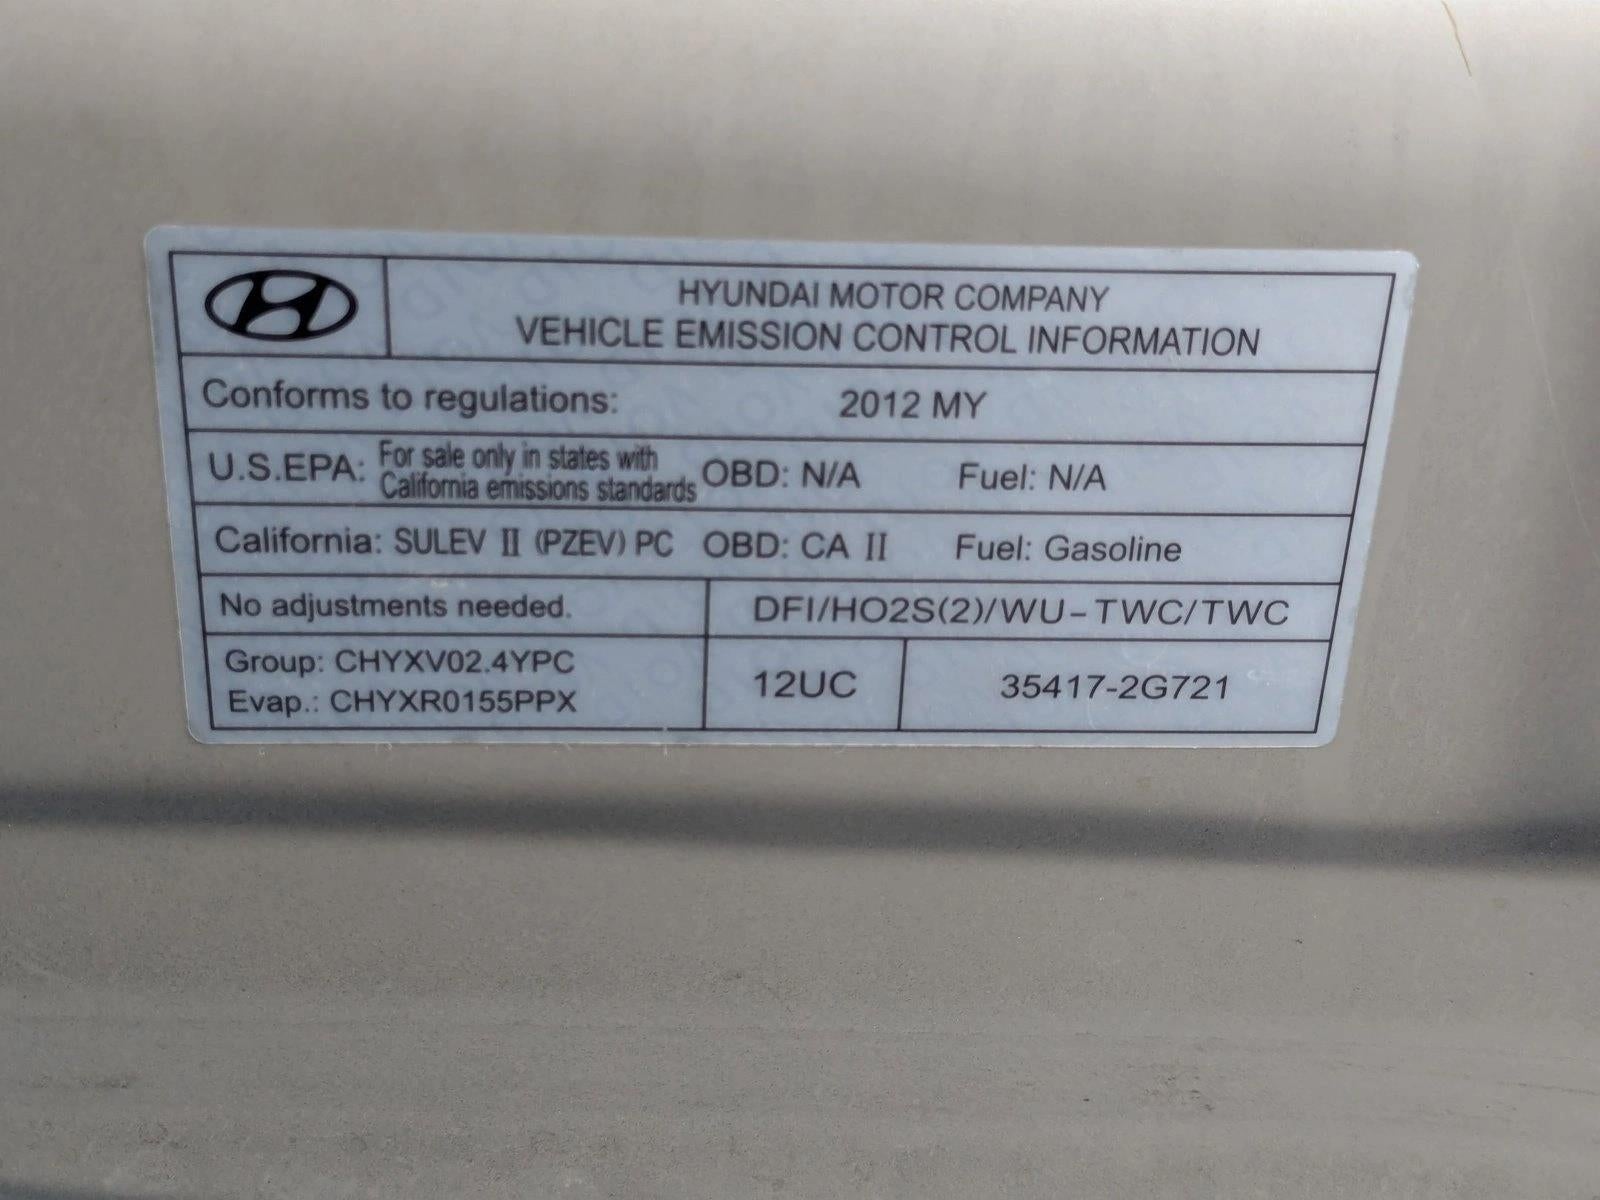 HYUNDAI MOTOR COMPANY
VEHICLE EMISSION CONTROL INFORMATION
Conforms to regulations: 2012 MY
U.S.EPA: For sale only in states with California emissions standards OBD: N/A Fuel: N/A
California: SULEV II (PZEV) PC OBD: CA II Fuel: Gasoline
No adjustments needed. DFI/HO2S(2)/WU-TWC/TWC
Group: CHYXV02.4YPC
Evap.: CHYXR0155PPX
12UC
35417-2G721